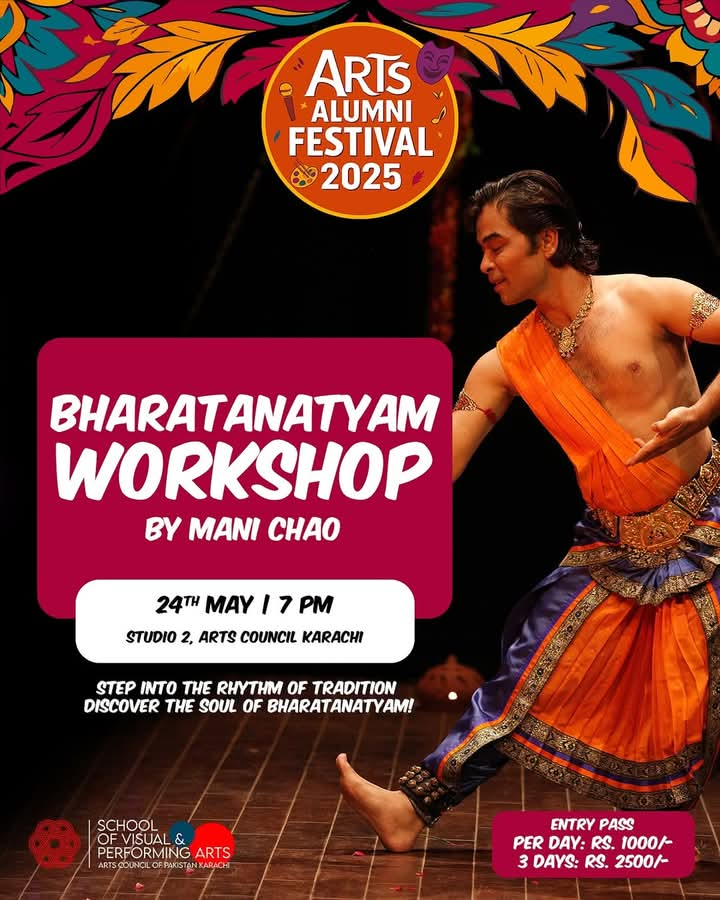 ARTS
ALUMNI
FESTIVAL
2025
BHARATANATYAM
WORKSHOP
BY MANI CHAO
24TH MAY | 7 PM
STUDIO 2, ARTS COUNCIL KARACHI
STEP INTO THE RHYTHM OF TRADITION
DISCOVER THE SOUL OF BHARATANATYAM!
SCHOOL
OF VISUAL &
PERFORMING ARTS
ARTS COUNCIL OF PAKISTAN KARACHI
ENTRY PASS
PER DAY: RS. 1000/-
3 DAYS: RS. 2500/-